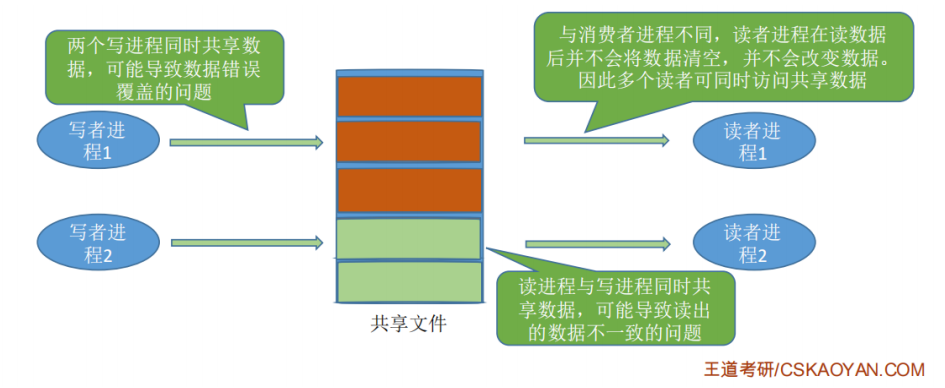 两个写进程同时共享数
据，可能导致数据错误
覆盖的问题
与消费者进程不同，读者进程在读数据
后并不会将数据清空，并不会改变数据。
因此多个读者可同时访问共享数据
写者进
程1
读者进
程1
写者进
程2
读者进
程2
读进程与写进程同时共
享数据，可能导致读出
的数据不一致的问题
共享文件
王道考研/CSKAOYAN.COM